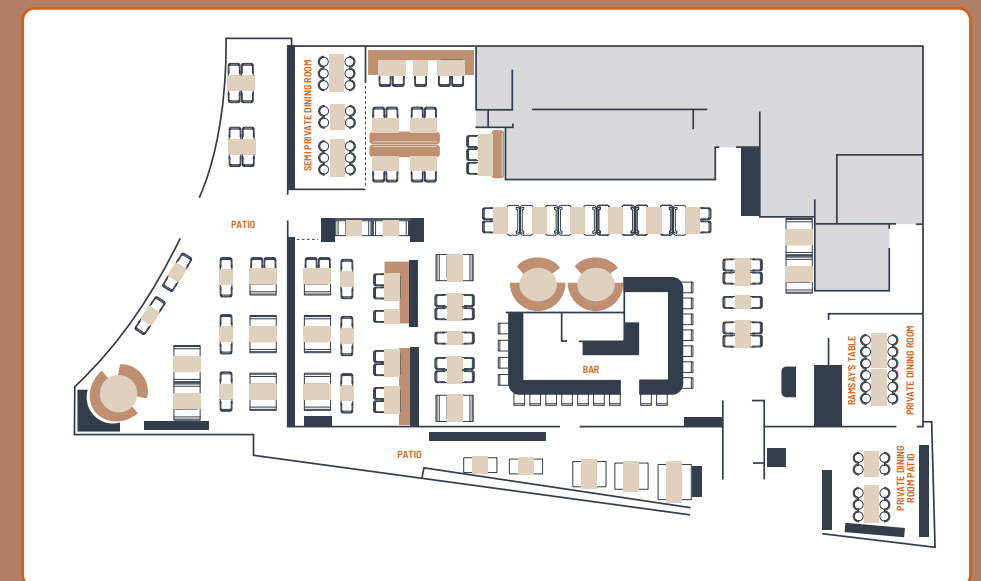 SEMI PRIVATE DINING ROOM
PATIO
BAR
RAMSAY'S TABLE
PRIVATE DINING ROOM
PATIO
PRIVATE DINING
ROOM PATIO